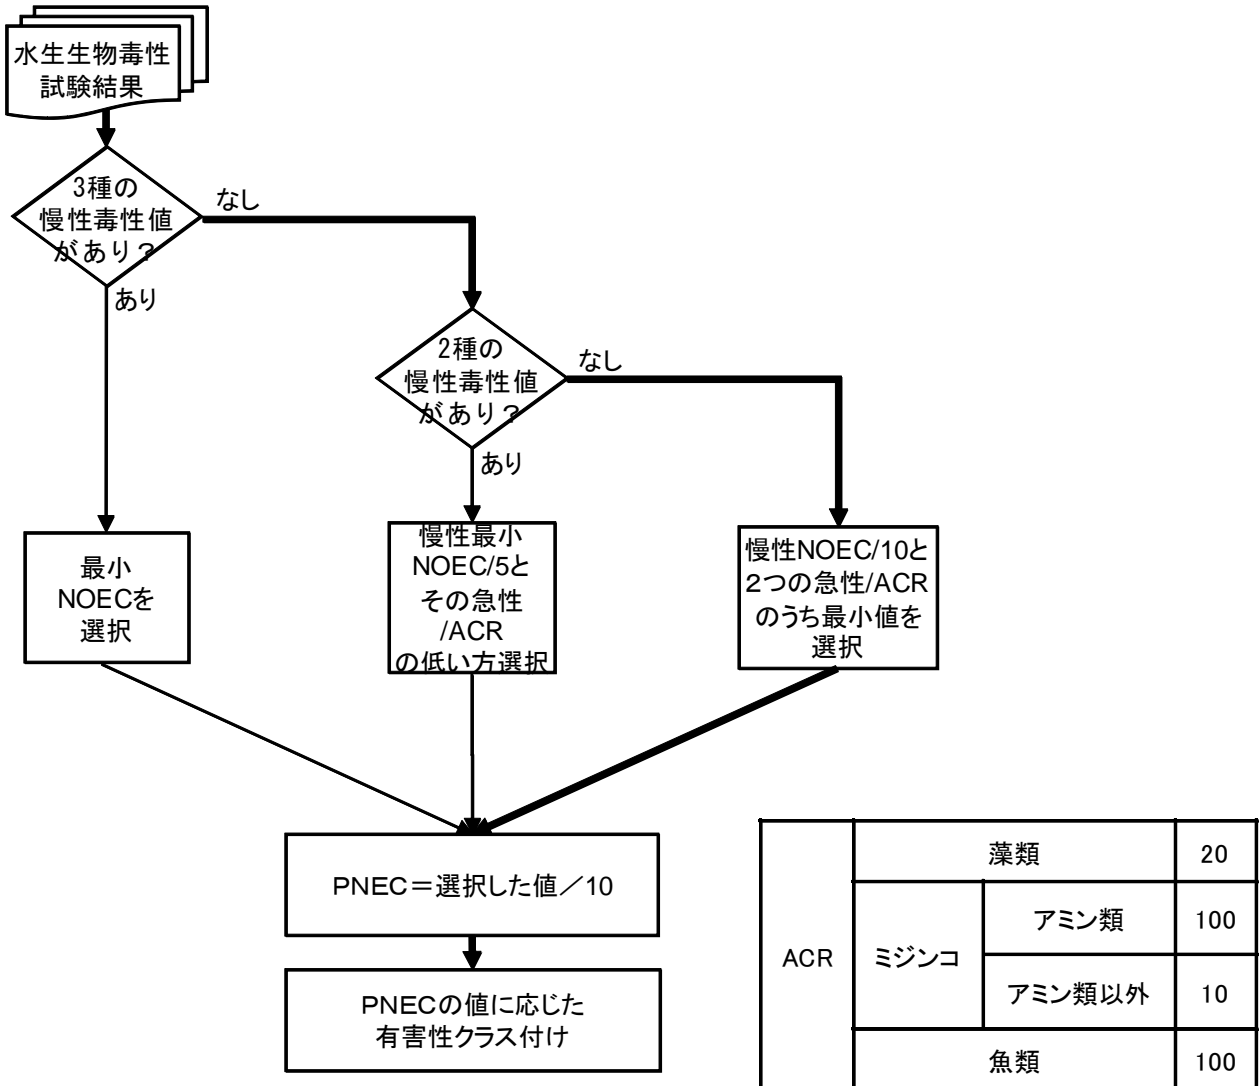 水生生物毒性
試験結果
3種の
慢性毒性値
があり？
なし
あり
2種の
慢性毒性値
があり？
なし
あり
最小
NOECを
選択
慢性最小
NOEC/5と
その急性
/ACR
の低い方選択
慢性NOEC/10と
２つの急性/ACR
のうち最小値を
選択
PNEC＝選択した値／10
PNECの値に応じた
有害性クラス付け
ACR
藻類
20
ミジンコ
アミン類
100
アミン類以外
10
魚類
100